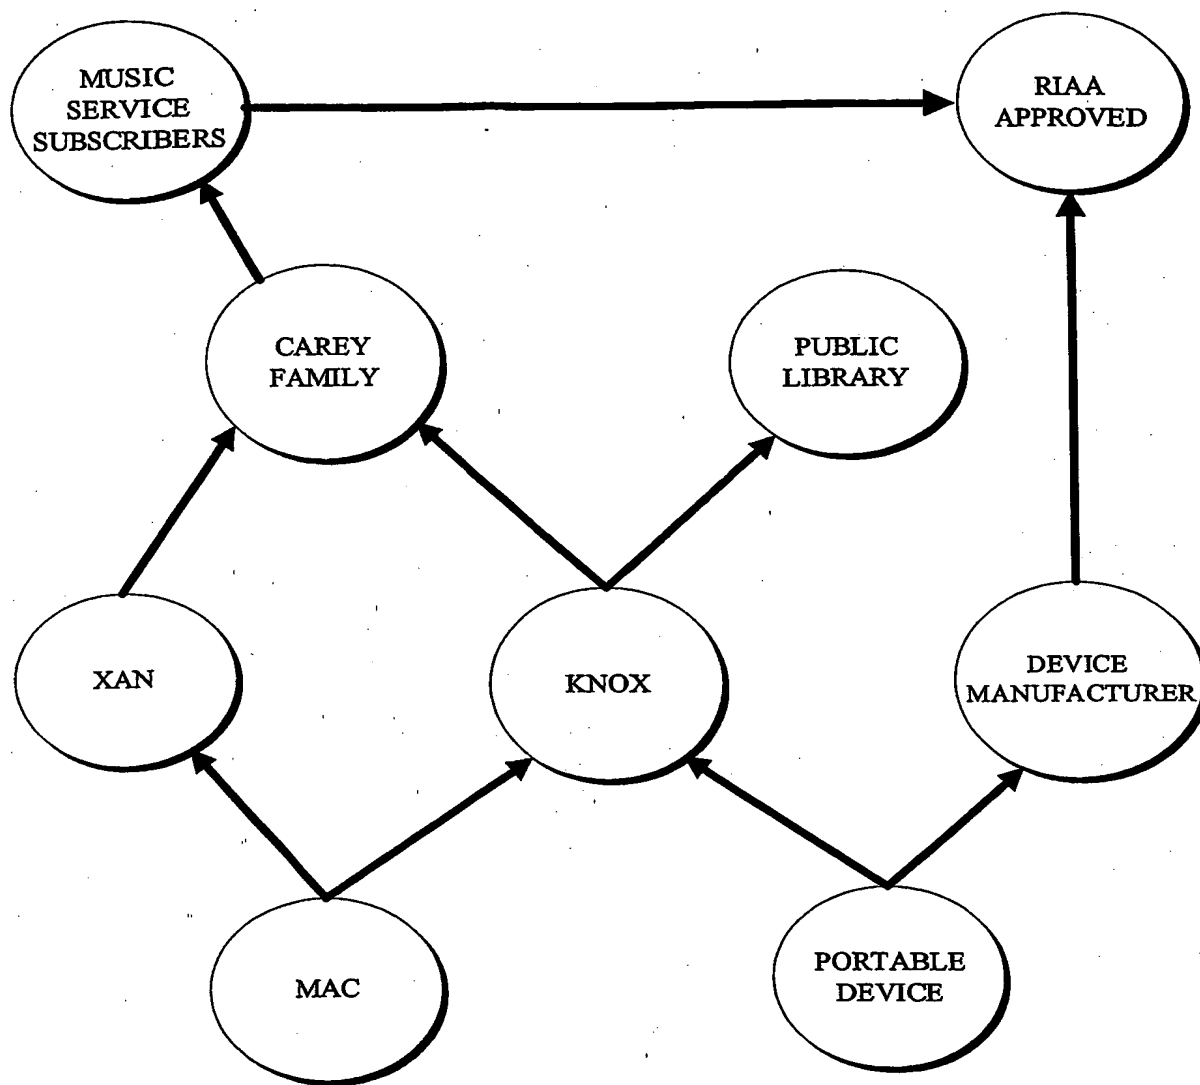 MUSIC
SERVICE
SUBSCRIBERS
RIAA
APPROVED
CAREY
FAMILY
PUBLIC
LIBRARY
XAN
KNOX
DEVICE
MANUFACTURER
MAC
PORTABLE
DEVICE